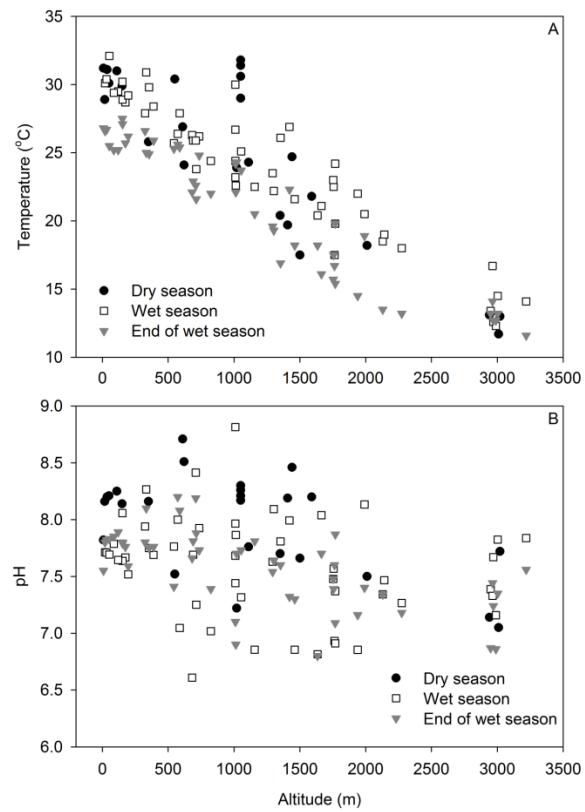 A
35
30
25
20
15
10
Temperature (°C)
Dry season
Wet season
End of wet season
0 500 1000 1500 2000 2500 3000 3500
B
9.0
8.5
8.0
7.5
7.0
6.5
6.0
pH
Dry season
Wet season
End of wet season
0 500 1000 1500 2000 2500 3000 3500
Altitude (m)